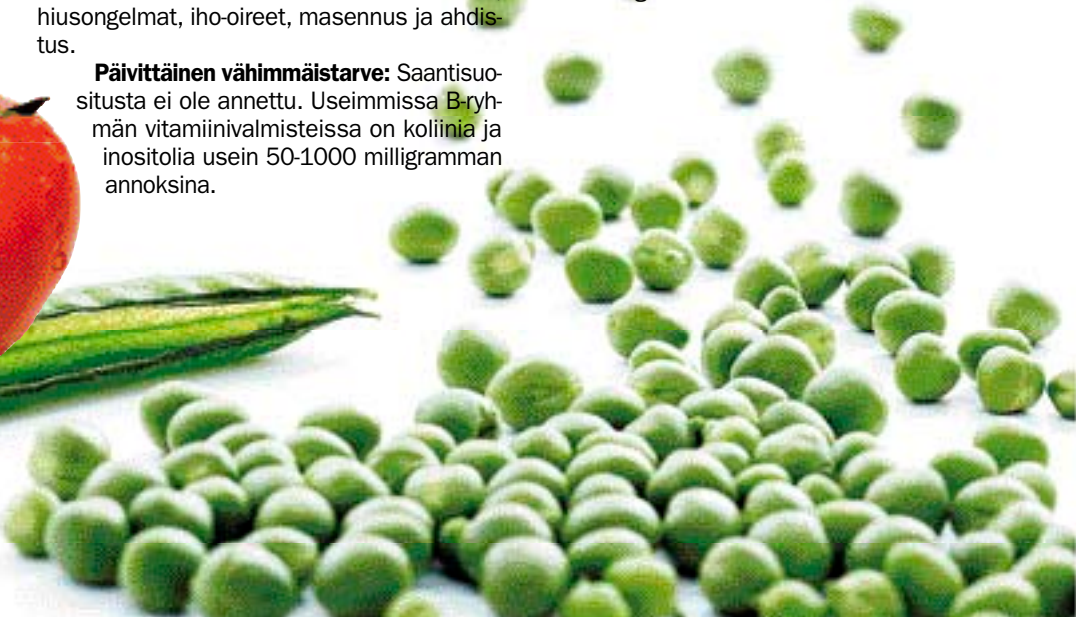 hiusongelmat, iho-oireet, masennus ja ahdis-
tus.
Päivittäinen vähimmäistarve: Saantisuo-
situsta ei ole annettu. Useimmissa B-ryh-
män vitamiinivalmisteissa on koliinia ja
inositolia usein 50-1000 milligramman
annoksina.